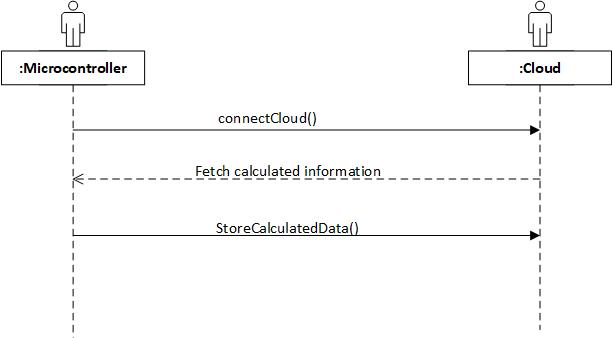 :Microcontroller
:Cloud
connectCloud()
Fetch calculated information
StoreCalculatedData()